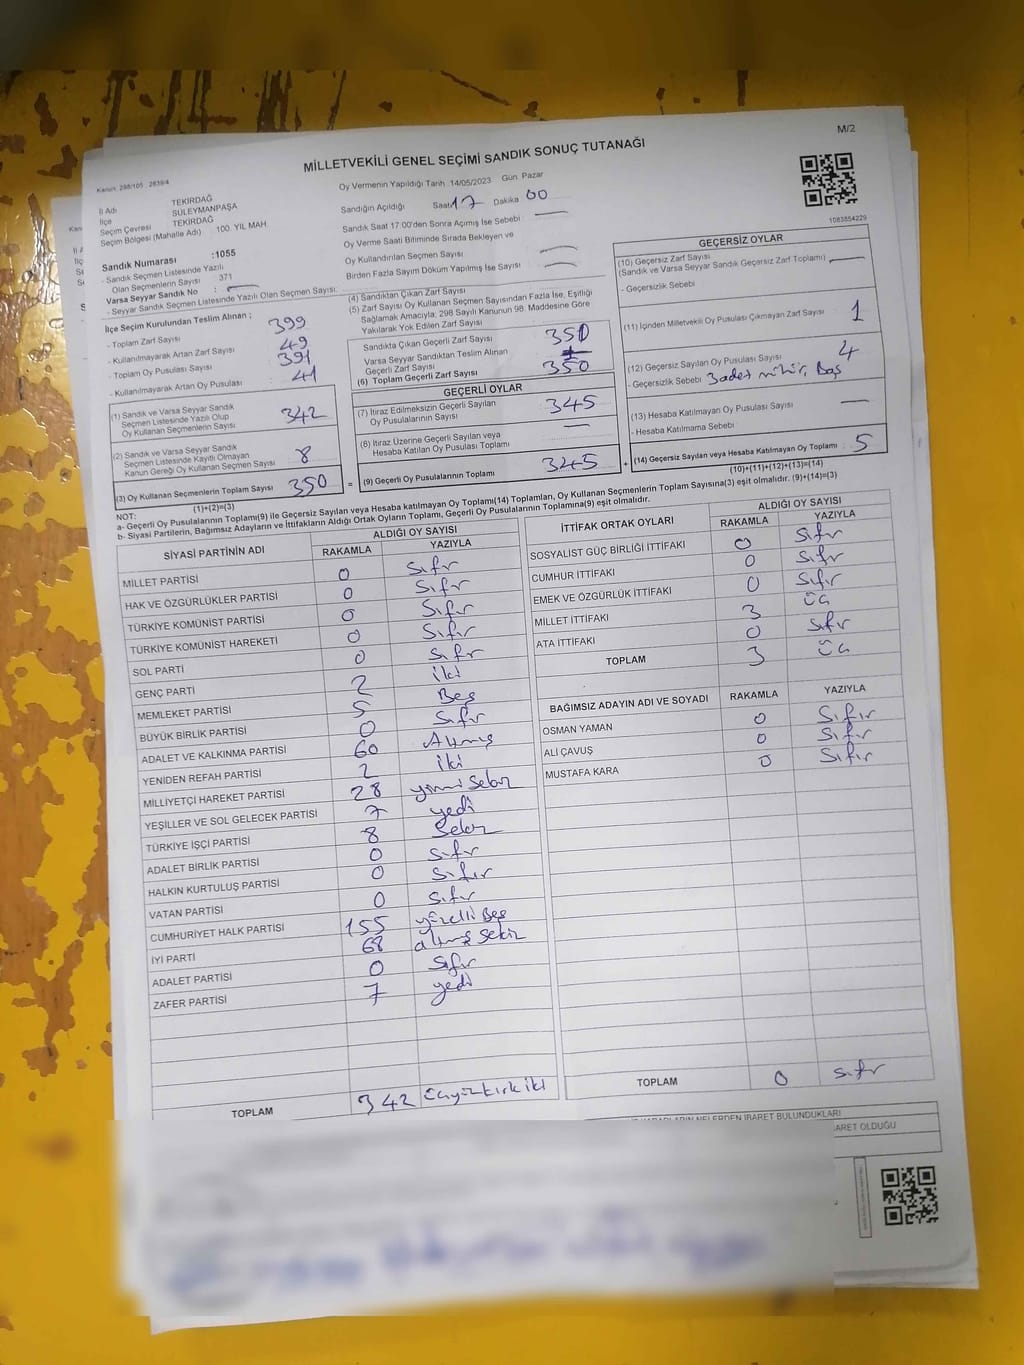 M/2
MİLLETVEKİLİ GENEL SEÇİMİ SANDIK SONUÇ TUTANAĞI
Kanun: 298/105 , 2839/4
İl Adı TEKİRDAĞ
İlçe SÜLEYMANPAŞA
Seçim Çevresi TEKİRDAĞ
Seçim Bölgesi (Mahalle Adı) 100. YIL MAH.
Sandık Numarası :1055
- Sandık Seçmen Listesinde Yazılı
Olan Seçmenlerin Sayısı 371
Varsa Seyyar Sandık No : —
- Seyyar Sandık Seçmen Listesinde Yazılı Olan Seçmen Sayısı:
Oy Vermenin Yapıldığı Tarih 14/05/2023 Gün Pazar
Sandığın Açıldığı Saat 17 Dakika 00
Sandık Saat 17:00'den Sonra Açımış İse Sebebi —
Oy Verme Saati Bitiminde Sırada Bekleyen ve
Oy Kullandırılan Seçmen Sayısı —
Birden Fazla Sayım Döküm Yapılmış İse Sayısı —
1083854229
İlçe Seçim Kurulundan Teslim Alınan ;
- Toplam Zarf Sayısı 399
- Kullanılmayarak Artan Zarf Sayısı 49
- Toplam Oy Pusulası Sayısı 391
- Kullanılmayarak Artan Oy Pusulası 41
(1) Sandık ve Varsa Seyyar Sandık
Seçmen Listesinde Yazılı Olup
Oy Kullanan Seçmenlerin Sayısı 342
(2) Sandık ve Varsa Seyyar Sandık
Seçmen Listesinde Kayıtlı Olmayan
Kanun Gereği Oy Kullanan Seçmen Sayısı 8
(3) Oy Kullanan Seçmenlerin Toplam Sayısı 350
(1)+(2)=(3)
(4) Sandıktan Çıkan Zarf Sayısı
(5) Zarf Sayısı Oy Kullanan Seçmen Sayısından Fazla İse, Eşitliği
Sağlamak Amacıyla, 298 Sayılı Kanunun 98. Maddesine Göre
Yakılarak Yok Edilen Zarf Sayısı
Sandıkta Çıkan Geçerli Zarf Sayısı 350
Varsa Seyyar Sandıktan Teslim Alınan
Geçerli Zarf Sayısı
(6) Toplam Geçerli Zarf Sayısı 350
GEÇERLİ OYLAR
(7) İtiraz Edilmeksizin Geçerli Sayılan
Oy Pusulalarının Sayısı 345
(8) İtiraz Üzerine Geçerli Sayılan veya
Hesaba Katılan Oy Pusulası Toplamı —
= (9) Geçerli Oy Pusulalarının Toplamı 345
GEÇERSİZ OYLAR
(10) Geçersiz Zarf Sayısı
(Sandık ve Varsa Seyyar Sandık Geçersiz Zarf Toplamı) —
- Geçersizlik Sebebi
(11) İçinden Milletvekili Oy Pusulası Çıkmayan Zarf Sayısı 1
(12) Geçersiz Sayılan Oy Pusulası Sayısı 4
- Geçersizlik Sebebi 3 adet mühür, Boş
(13) Hesaba Katılmayan Oy Pusulası Sayısı —
- Hesaba Katılmama Sebebi
+ (14) Geçersiz Sayılan veya Hesaba Katılmayan Oy Toplamı : 5
(10)+(11)+(12)+(13)=(14)
NOT:
a- Geçerli Oy Pusulalarının Toplamı(9) ile Geçersiz Sayılan veya Hesaba Katılmayan Oy Toplamı(14) Toplamları, Oy Kullanan Seçmenlerin Toplam Sayısına(3) eşit olmalıdır. (9)+(14)=(3)
b- Siyasi Partilerin, Bağımsız Adayların ve İttifakların Aldığı Ortak Oyların Toplamı, Geçerli Oy Pusulalarının Toplamına(9) eşit olmalıdır.
SİYASİ PARTİNİN ADI ALDIĞI OY SAYISI
RAKAMLA YAZIYLA
MİLLET PARTİSİ 0 Sıfır
HAK VE ÖZGÜRLÜKLER PARTİSİ 0 Sıfır
TÜRKİYE KOMÜNİST PARTİSİ 0 Sıfır
TÜRKİYE KOMÜNİST HAREKETİ 0 Sıfır
SOL PARTİ 0 Sıfır
GENÇ PARTİ 2 İki
MEMLEKET PARTİSİ 5 Beş
BÜYÜK BİRLİK PARTİSİ 0 Sıfır
ADALET VE KALKINMA PARTİSİ 60 Altmış
YENİDEN REFAH PARTİSİ 2 İki
MİLLİYETÇİ HAREKET PARTİSİ 28 yirmi Sekiz
YEŞİLLER VE SOL GELECEK PARTİSİ 7 yedi
TÜRKİYE İŞÇİ PARTİSİ 8 Sekiz
ADALET BİRLİK PARTİSİ 0 Sıfır
HALKIN KURTULUŞ PARTİSİ 0 Sıfır
VATAN PARTİSİ 0 Sıfır
CUMHURİYET HALK PARTİSİ 155 yüzelli Beş
İYİ PARTİ 68 altmış Sekiz
ADALET PARTİSİ 0 Sıfır
ZAFER PARTİSİ 7 yedi
TOPLAM 342 Üçyüzkırkiki
İTTİFAK ORTAK OYLARI ALDIĞI OY SAYISI
RAKAMLA YAZIYLA
SOSYALİST GÜÇ BİRLİĞİ İTTİFAKI 0 Sıfır
CUMHUR İTTİFAKI 0 Sıfır
EMEK VE ÖZGÜRLÜK İTTİFAKI 0 Sıfır
MİLLET İTTİFAKI 3 Üç
ATA İTTİFAKI 0 Sıfır
TOPLAM 3 Üç
BAĞIMSIZ ADAYIN ADI VE SOYADI RAKAMLA YAZIYLA
OSMAN YAMAN 0 Sıfır
ALİ ÇAVUŞ 0 Sıfır
MUSTAFA KARA 0 Sıfır
TOPLAM 0 Sıfır
NELERDEN İBARET BULUNDUKLARI
OLDUĞU